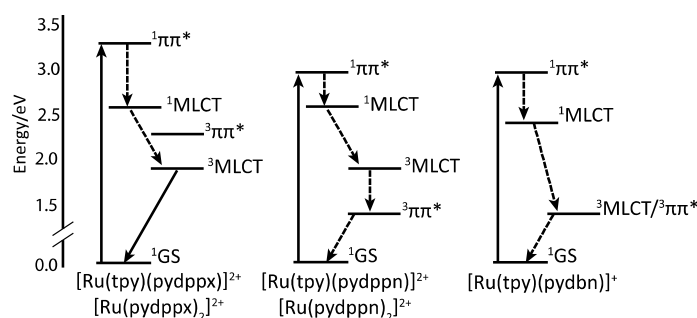 3.5
3.0
2.5
2.0
1.5
0.0
Energy/eV
¹ππ*
¹MLCT
³ππ*
³MLCT
¹GS
[Ru(tpy)(pydppx)]²⁺
[Ru(pydppx)₂]²⁺
¹ππ*
¹MLCT
³MLCT
³ππ*
¹GS
[Ru(tpy)(pydppn)]²⁺
[Ru(pydppn)₂]²⁺
¹ππ*
¹MLCT
³MLCT/³ππ*
¹GS
[Ru(tpy)(pydbn)]⁺